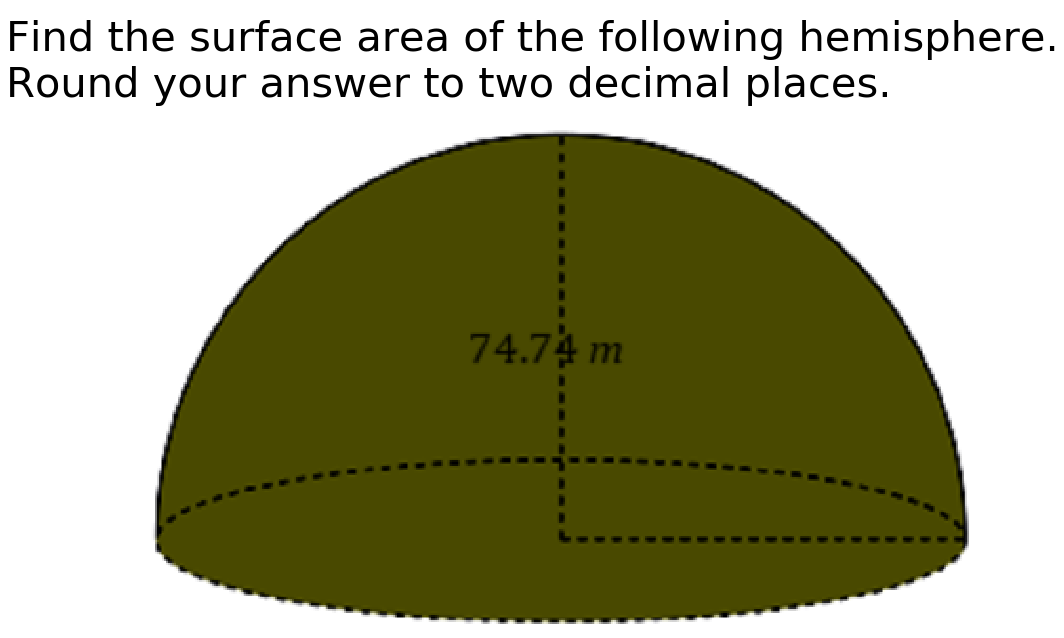 Find the surface area of the following hemisphere.
Round your answer to two decimal places.
74.74 m